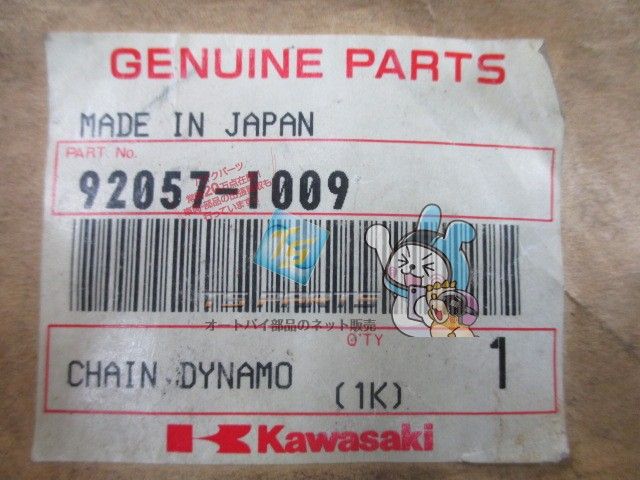 GENUINE PARTS
MADE IN JAPAN
PART No.
92057-1009
オートバイ部品のネット販売
Q'TY
CHAIN DYNAMO
(1K)
1
Kawasaki